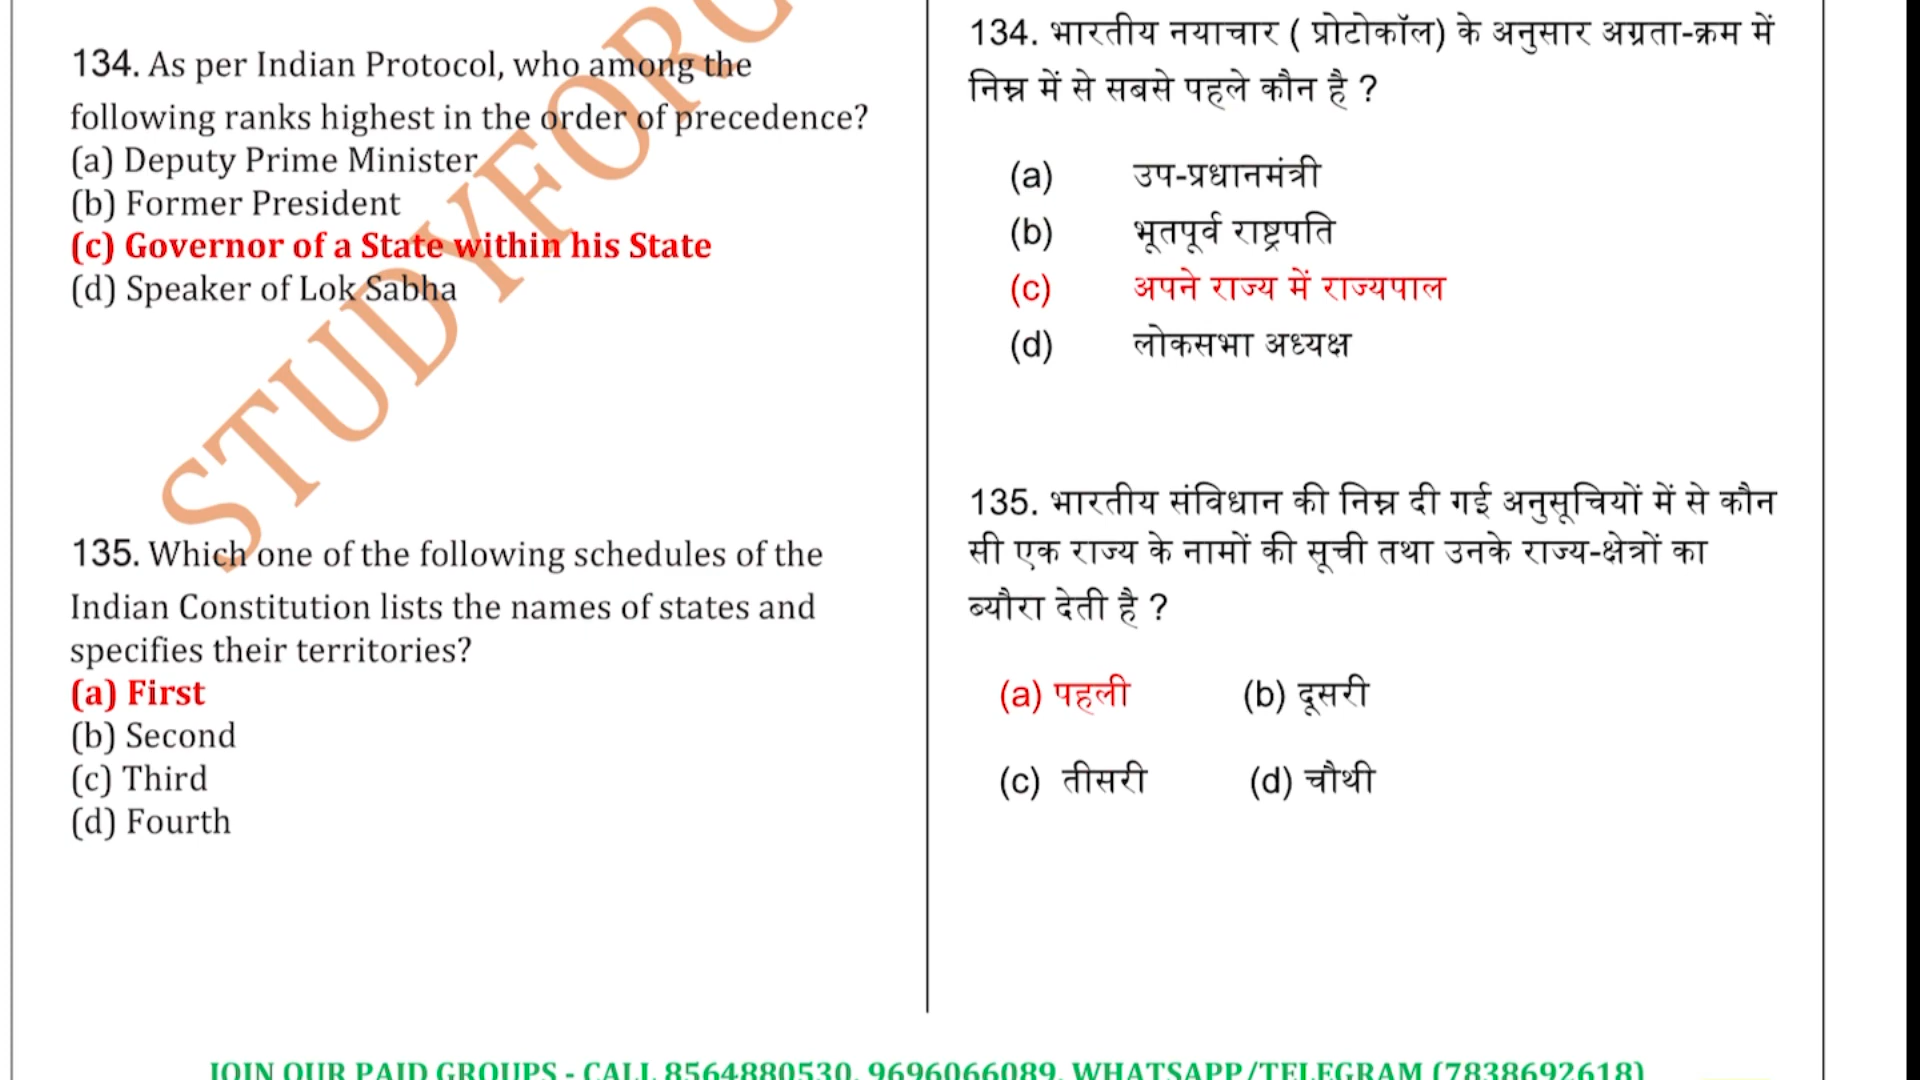 134. As per Indian Protocol, who among the
following ranks highest in the order of precedence?
(a) Deputy Prime Minister
(b) Former President
(c) Governor of a State within his State
(d) Speaker of Lok Sabha
135. Which one of the following schedules of the
Indian Constitution lists the names of states and
specifies their territories?
(a) First
(b) Second
(c) Third
(d) Fourth
134. भारतीय नयाचार ( प्रोटोकॉल) के अनुसार अग्रता-क्रम में
निम्न में से सबसे पहले कौन है ?
(a) उप-प्रधानमंत्री
(b) भूतपूर्व राष्ट्रपति
(c) अपने राज्य में राज्यपाल
(d) लोकसभा अध्यक्ष
135. भारतीय संविधान की निम्न दी गई अनुसूचियों में से कौन
सी एक राज्य के नामों की सूची तथा उनके राज्य-क्षेत्रों का
ब्यौरा देती है ?
(a) पहली (b) दूसरी
(c) तीसरी (d) चौथी
STUDYFORC
JOIN OUR PAID GROUPS - CALL 8564880530, 9696066089, WHATSAPP/TELEGRAM (7838692618)